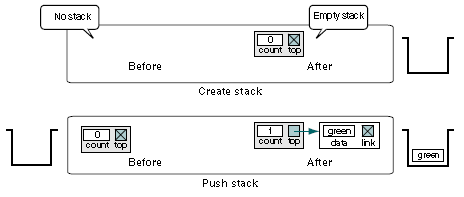 No stack
Empty stack
0
count top
Before
After
Create stack
0
count top
1
count top
green
data link
Before
After
green
Push stack